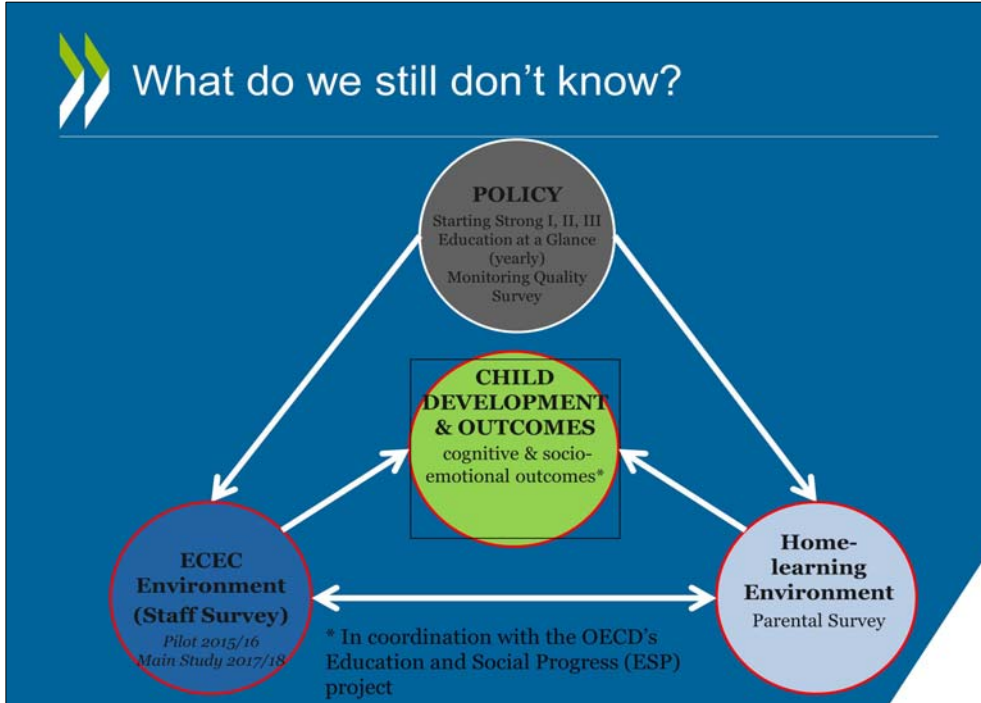 What do we still don't know?
POLICY
Starting Strong I, II, III
Education at a Glance
(yearly)
Monitoring Quality
Survey
CHILD
DEVELOPMENT
& OUTCOMES
cognitive & socio-
emotional outcomes*
ECEC
Environment
(Staff Survey)
Pilot 2015/16
Main Study 2017/18
Home-
learning
Environment
Parental Survey
* In coordination with the OECD's
Education and Social Progress (ESP)
project